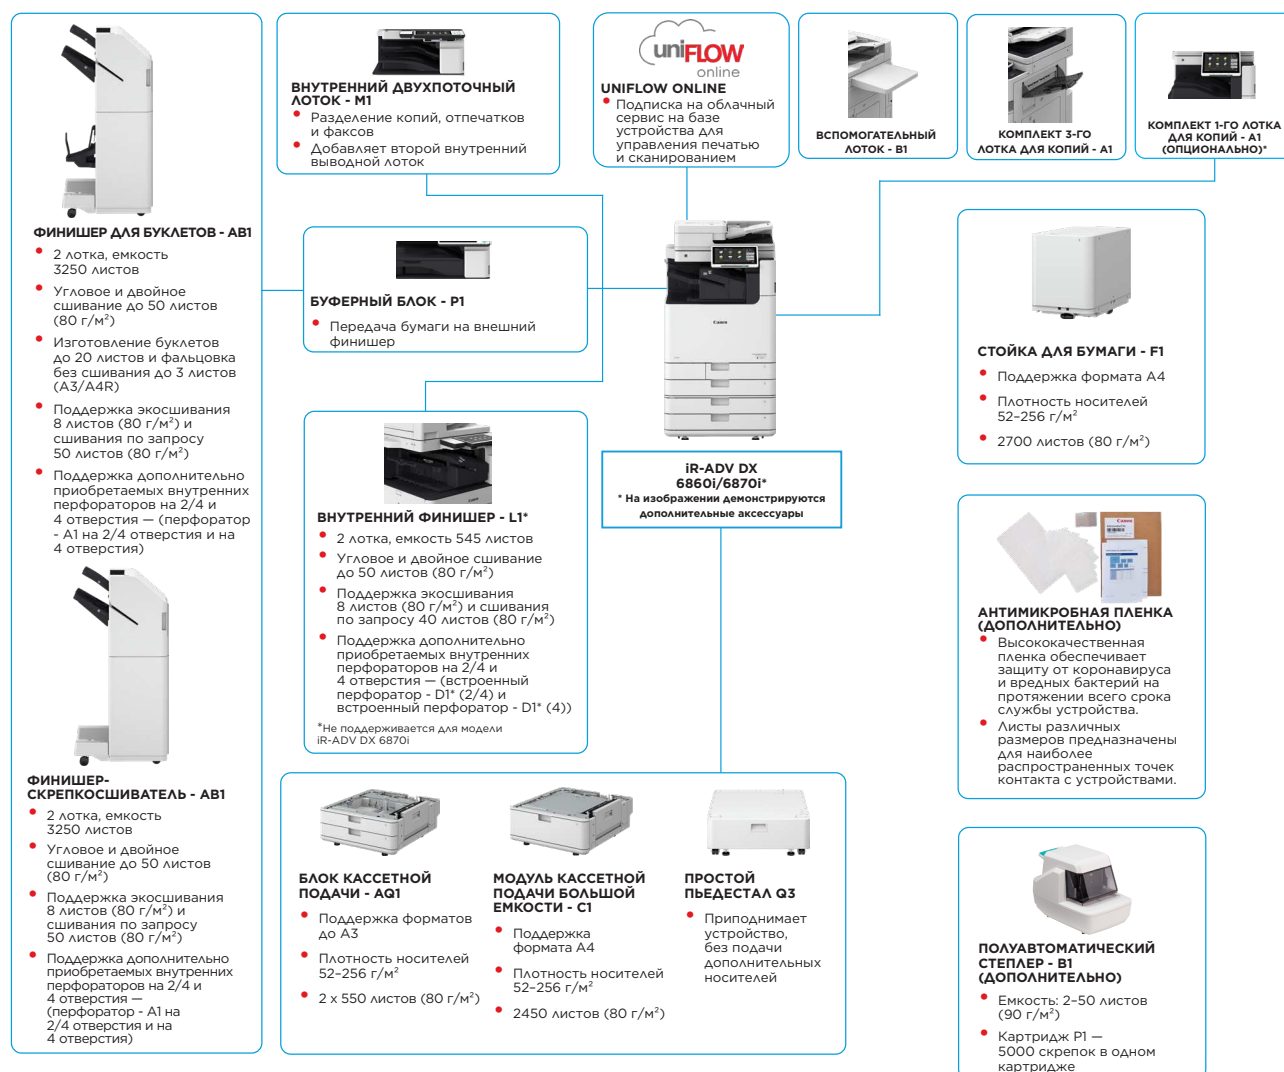 ФИНИШЕР ДЛЯ БУКЛЕТОВ - AB1
2 лотка, емкость
3250 листов
Угловое и двойное
сшивание до 50 листов
(80 г/м²)
Изготовление буклетов
до 20 листов и фальцовка
без сшивания до 3 листов
(A3/A4R)
Поддержка экосшивания
8 листов (80 г/м²) и
сшивания по запросу
50 листов (80 г/м²)
Поддержка дополнительно
приобретаемых внутренних
перфораторов на 2/4 и
4 отверстия — (перфоратор
- A1 на 2/4 отверстия и на
4 отверстия)
ФИНИШЕР-
СКРЕПКОСШИВАТЕЛЬ - AB1
2 лотка, емкость
3250 листов
Угловое и двойное
сшивание до 50 листов
(80 г/м²)
Поддержка экосшивания
8 листов (80 г/м²) и
сшивания по запросу
50 листов (80 г/м²)
Поддержка дополнительно
приобретаемых внутренних
перфораторов на 2/4 и
4 отверстия —
(перфоратор - A1 на
2/4 отверстия и на
4 отверстия)
ВНУТРЕННИЙ ДВУХПОТОЧНЫЙ
ЛОТОК - M1
Разделение копий, отпечатков
и факсов
Добавляет второй внутренний
выводной лоток
БУФЕРНЫЙ БЛОК - P1
Передача бумаги на внешний
финишер
ВНУТРЕННИЙ ФИНИШЕР - L1*
2 лотка, емкость 545 листов
Угловое и двойное сшивание
до 50 листов (80 г/м²)
Поддержка экосшивания
8 листов (80 г/м²) и сшивания
по запросу 40 листов (80 г/м²)
Поддержка дополнительно
приобретаемых внутренних
перфораторов на 2/4 и
4 отверстия — (встроенный
перфоратор - D1* (2/4) и
встроенный перфоратор - D1* (4))
*Не поддерживается для модели
iR-ADV DX 6870i
uniFLOW
online
UNIFLOW ONLINE
Подписка на облачный
сервис на базе
устройства для
управления печатью
и сканированием
ВСПОМОГАТЕЛЬНЫЙ
ЛОТОК - B1
КОМПЛЕКТ 3-ГО
ЛОТКА ДЛЯ КОПИЙ - A1
КОМПЛЕКТ 1-ГО ЛОТКА
ДЛЯ КОПИЙ - A1
(ОПЦИОНАЛЬНО)*
Canon
iR-ADV DX
6860i/6870i*
* На изображении демонстрируются
дополнительные аксессуары
БЛОК КАССЕТНОЙ
ПОДАЧИ - AQ1
Поддержка форматов
до A3
Плотность носителей
52–256 г/м²
2 x 550 листов (80 г/м²)
МОДУЛЬ КАССЕТНОЙ
ПОДАЧИ БОЛЬШОЙ
ЕМКОСТИ - C1
Поддержка
формата A4
Плотность носителей
52–256 г/м²
2450 листов (80 г/м²)
ПРОСТОЙ
ПЬЕДЕСТАЛ Q3
Приподнимает
устройство,
без подачи
дополнительных
носителей
СТОЙКА ДЛЯ БУМАГИ - F1
Поддержка формата A4
Плотность носителей
52–256 г/м²
2700 листов (80 г/м²)
Canon
АНТИМИКРОБНАЯ ПЛЕНКА
(ДОПОЛНИТЕЛЬНО)
Высококачественная
пленка обеспечивает
защиту от коронавируса
и вредных бактерий на
протяжении всего срока
службы устройства.
Листы различных
размеров предназначены
для наиболее
распространенных точек
контакта с устройствами.
ПОЛУАВТОМАТИЧЕСКИЙ
СТЕПЛЕР - B1
(ДОПОЛНИТЕЛЬНО)
Емкость: 2–50 листов
(90 г/м²)
Картридж P1 —
5000 скрепок в одном
картридже